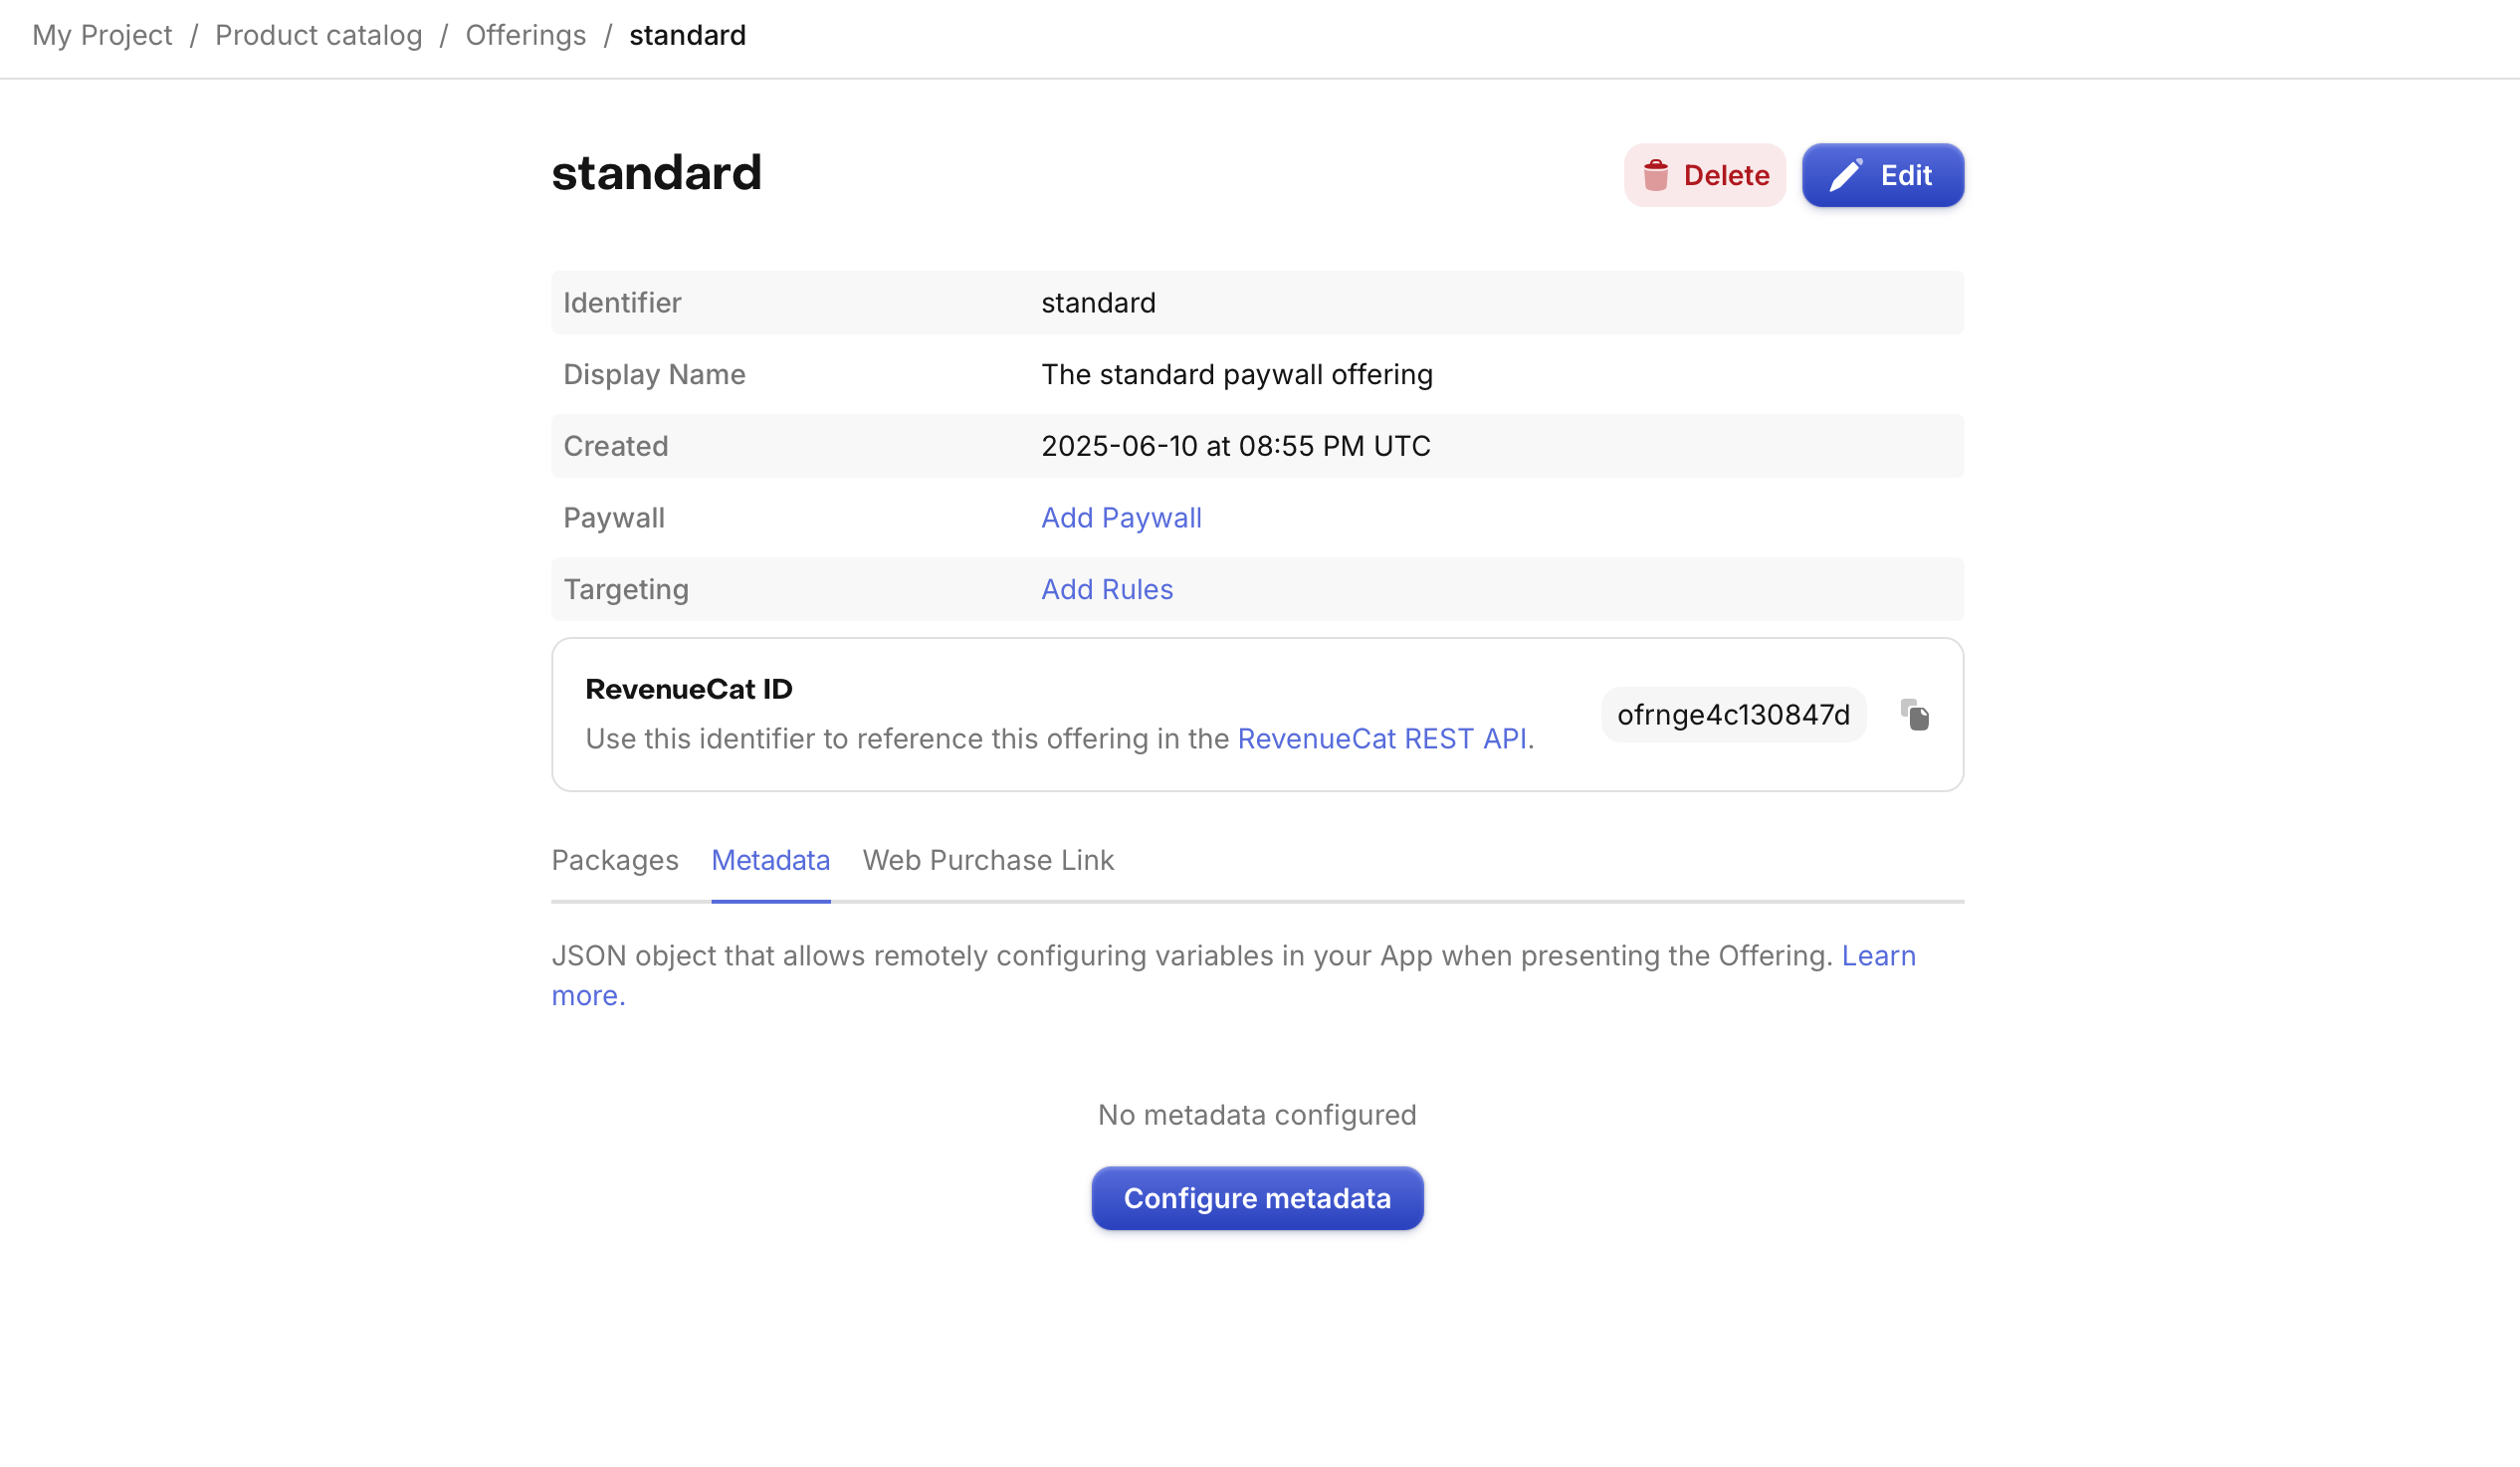 My Project / Product catalog / Offerings / standard
standard
Delete
Edit
Identifier standard
Display Name The standard paywall offering
Created 2025-06-10 at 08:55 PM UTC
Paywall Add Paywall
Targeting Add Rules
RevenueCat ID
Use this identifier to reference this offering in the RevenueCat REST API.
ofrnge4c130847d
Packages Metadata Web Purchase Link
JSON object that allows remotely configuring variables in your App when presenting the Offering. Learn
more.
No metadata configured
Configure metadata